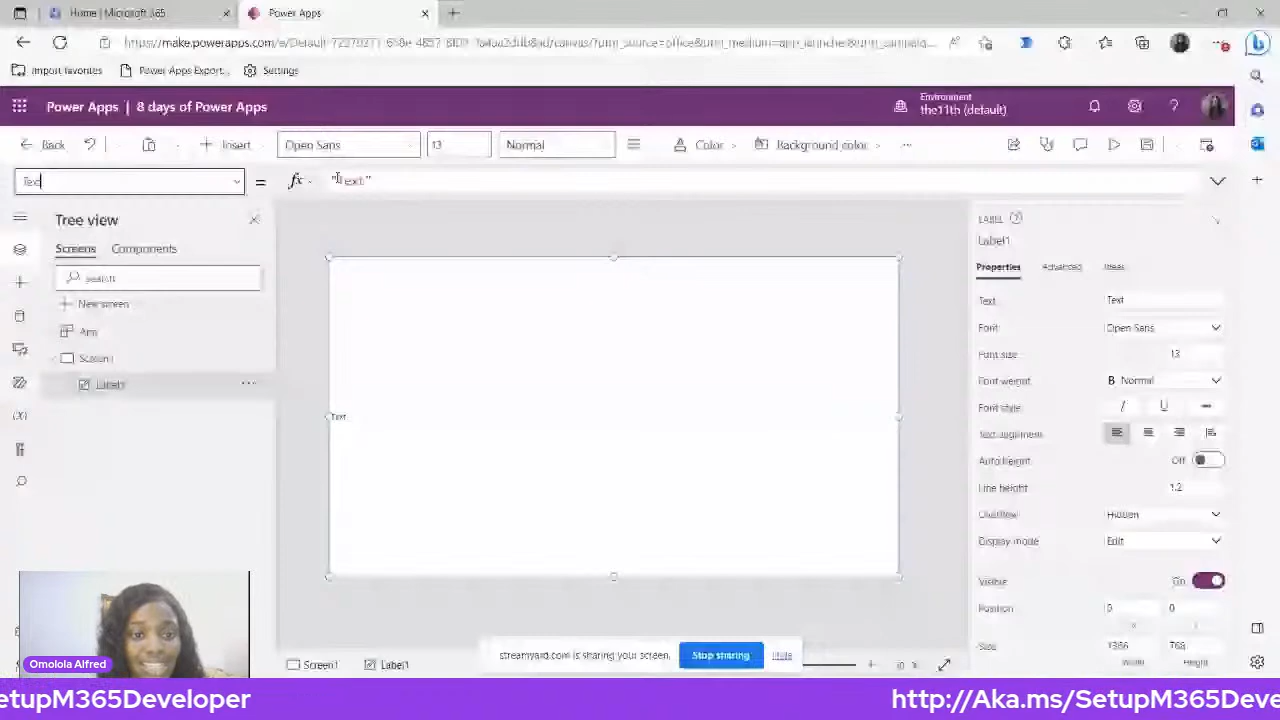 Home | Microsoft 365
Power Apps
Import favorites
Power Apps Export...
Settings
Power Apps | 8 days of Power Apps
Environment
the11th (default)
Back
Insert
Open Sans
13
Normal
Color
Background color
Text
=
fx
"Text"
Tree view
Screens
Components
Search
New screen
App
Screen1
Label1
Text
LABEL
Label1
Properties
Advanced
Ideas
Text
Text
Font
Open Sans
Font size
13
Font weight
B Normal
Font style
Text alignment
Auto height
Off
Line height
1.2
Overflow
Hidden
Display mode
Edit
Visible
On
Position
0
0
X
Y
Size
1366
768
Width
Height
Screen1
Label1
streamyard.com is sharing your screen.
Stop sharing
Hide
Omolola Alfred
SetupM365Developer
http://Aka.ms/SetupM365Deve